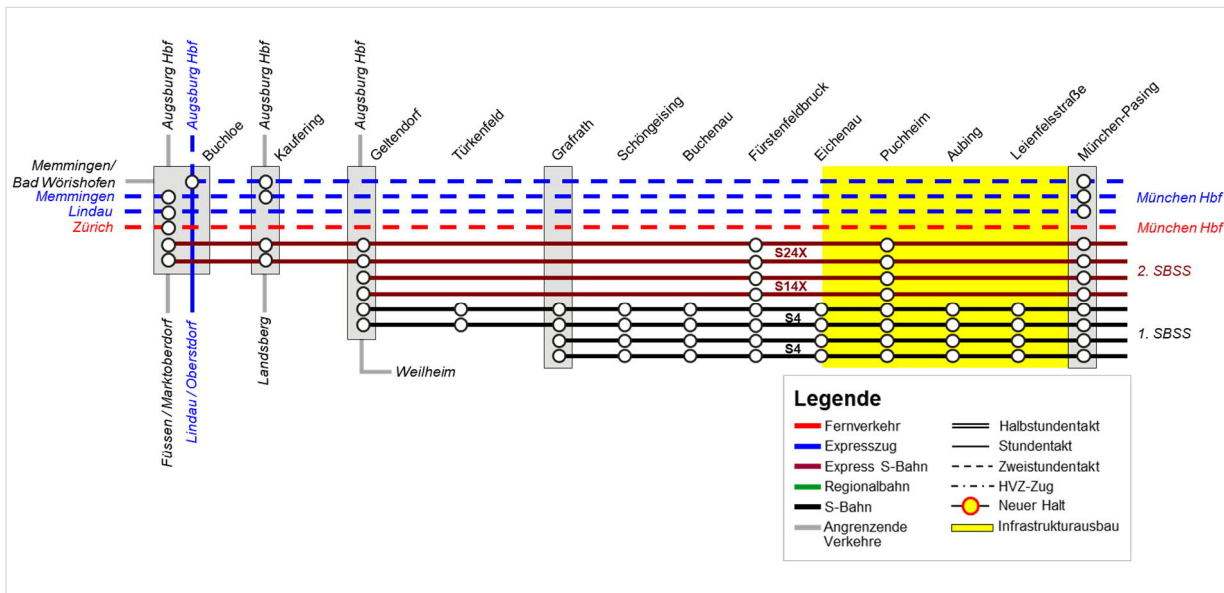 Augsburg Hbf
Augsburg Hbf
Buchloe
Augsburg Hbf
Kaufering
Augsburg Hbf
Geltendorf
Türkenfeld
Grafrath
Schöngeising
Buchenau
Fürstenfeldbruck
Eichenau
Puchheim
Aubing
Leienfelsstraße
München-Pasing
Memmingen/
Bad Wörishofen
Memmingen
Lindau
Zürich
München Hbf
München Hbf
S24X
2. SBSS
S14X
S4
1. SBSS
S4
Füssen / Marktoberdorf
Lindau / Oberstdorf
Landsberg
Weilheim
Legende
Fernverkehr
Expresszug
Express S-Bahn
Regionalbahn
S-Bahn
Angrenzende
Verkehre
Halbstundentakt
Stundentakt
Zweistundentakt
HVZ-Zug
Neuer Halt
Infrastrukturausbau